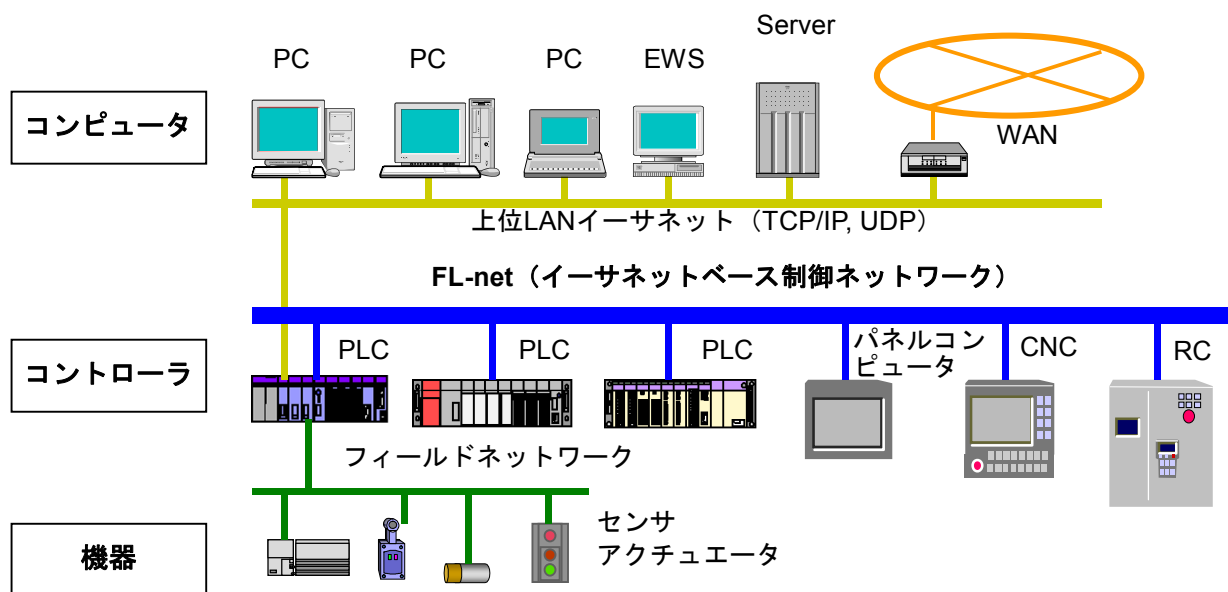 Server
PC
PC
PC
EWS
コンピュータ
WAN
上位LANイーサネット（TCP/IP, UDP）
FL-net（イーサネットベース制御ネットワーク）
コントローラ
PLC
PLC
PLC
パネルコン
ピュータ
CNC
RC
フィールドネットワーク
機器
センサ
アクチュエータ